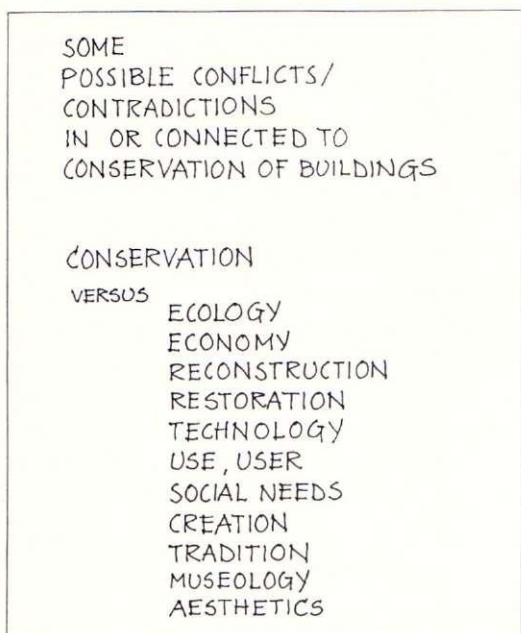 SOME
POSSIBLE CONFLICTS/
CONTRADICTIONS
IN OR CONNECTED TO
CONSERVATION OF BUILDINGS
CONSERVATION
VERSUS
ECOLOGY
ECONOMY
RECONSTRUCTION
RESTORATION
TECHNOLOGY
USE, USER
SOCIAL NEEDS
CREATION
TRADITION
MUSEOLOGY
AESTHETICS